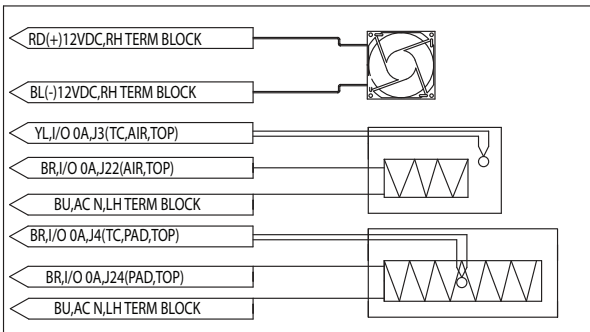 RD(+)12VDC,RH TERM BLOCK
BL(-)12VDC,RH TERM BLOCK
YL,I/O 0A,J3(TC,AIR,TOP)
BR,I/O 0A,J22(AIR,TOP)
BU,AC N,LH TERM BLOCK
BR,I/O 0A,J4(TC,PAD,TOP)
BR,I/O 0A,J24(PAD,TOP)
BU,AC N,LH TERM BLOCK